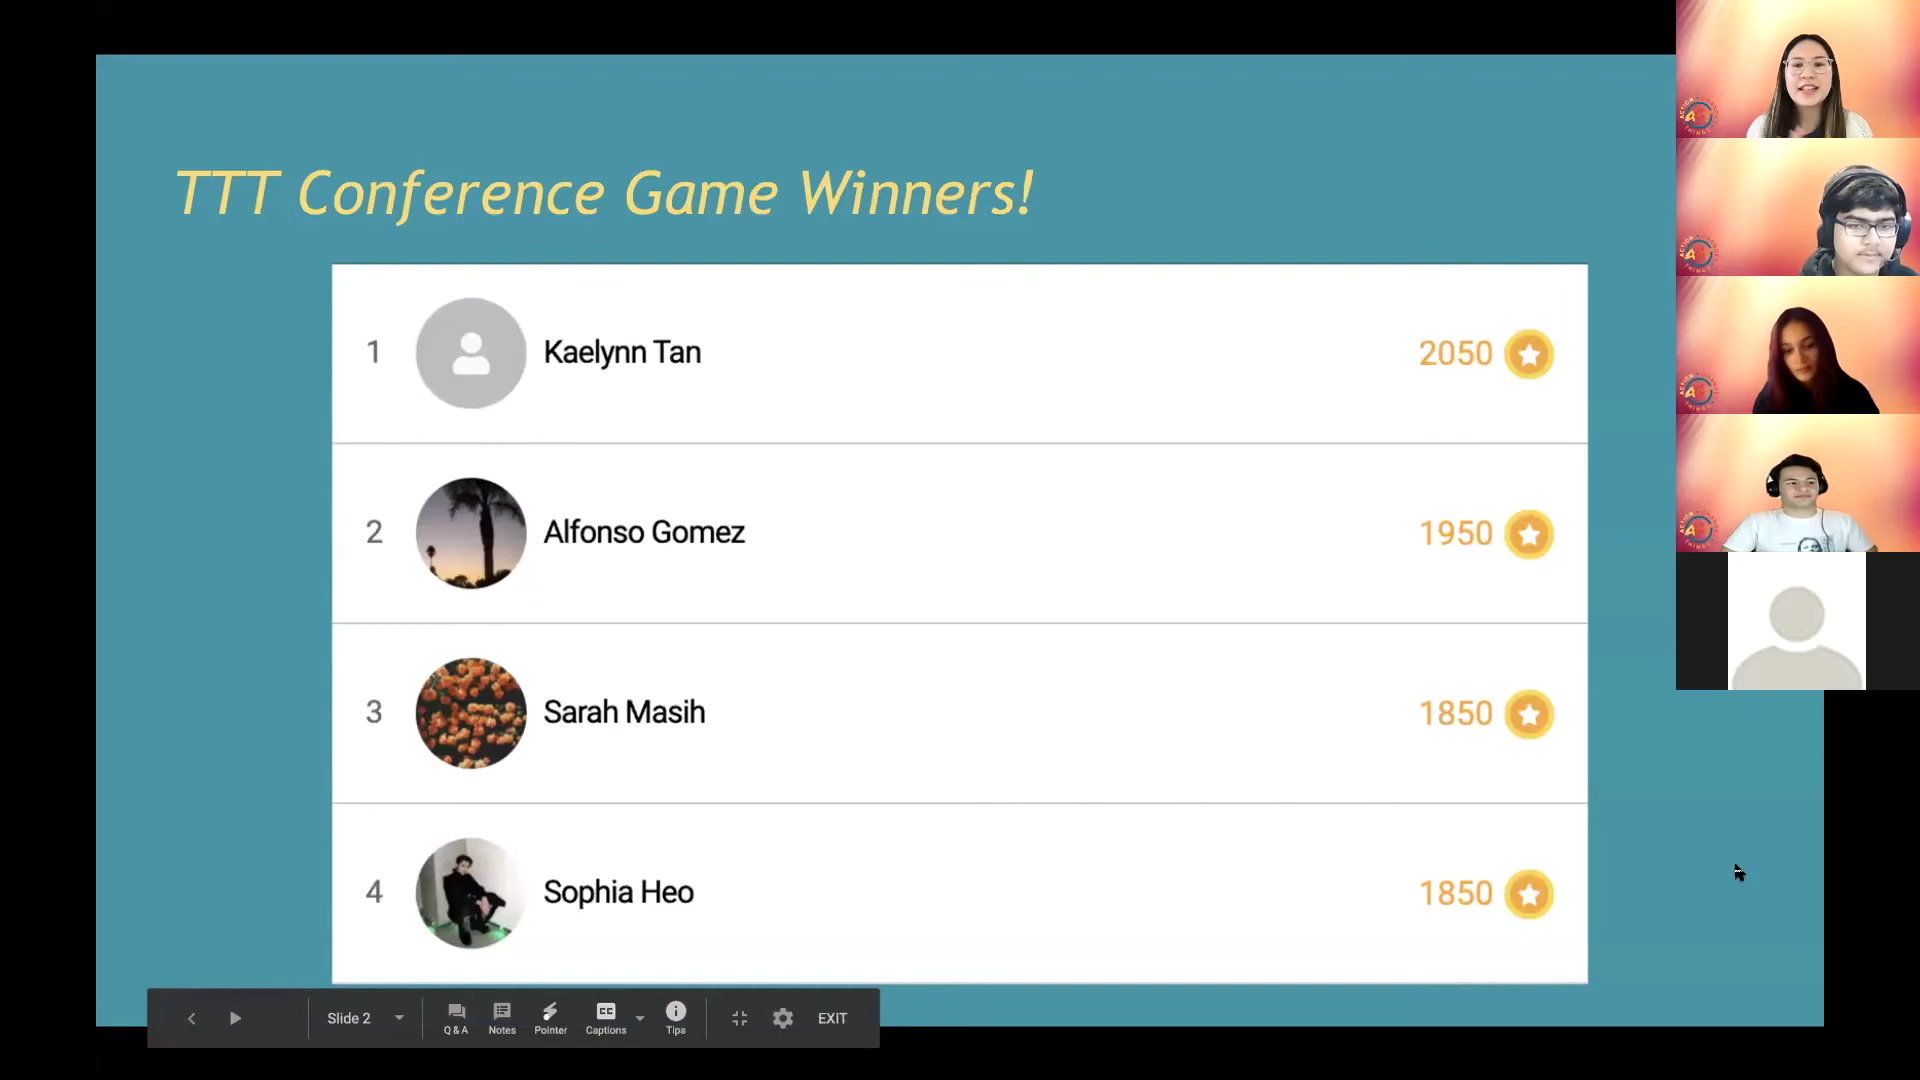 TTT Conference Game Winners!
1 Kaelynn Tan 2050
2 Alfonso Gomez 1950
3 Sarah Masih 1850
4 Sophia Heo 1850
Slide 2
Q & A
Notes
Pointer
CC
Captions
Tips
EXIT